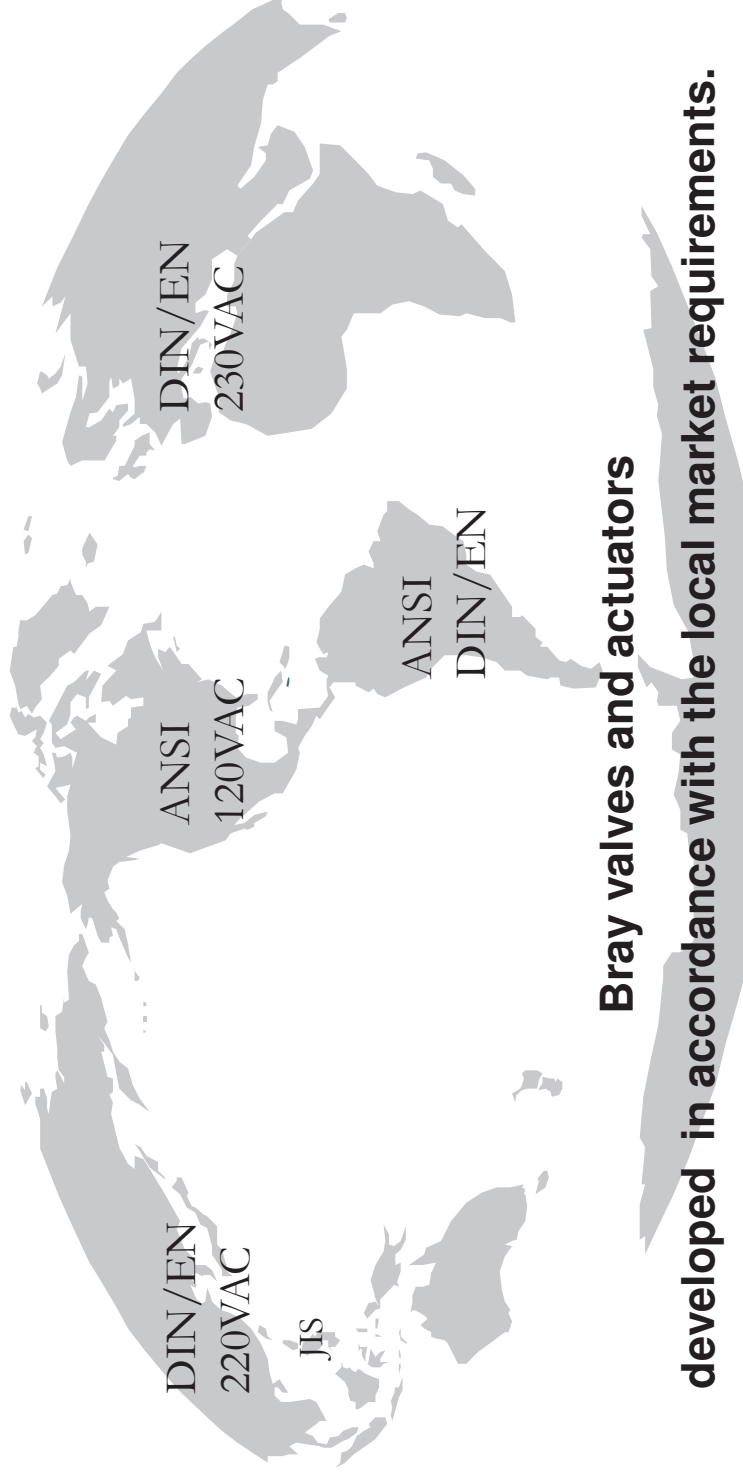 DIN/EN
220VAC
JIS
ANSI
120VAC
ANSI
DIN/EN
DIN/EN
230VAC
Bray valves and actuators
developed in accordance with the local market requirements.